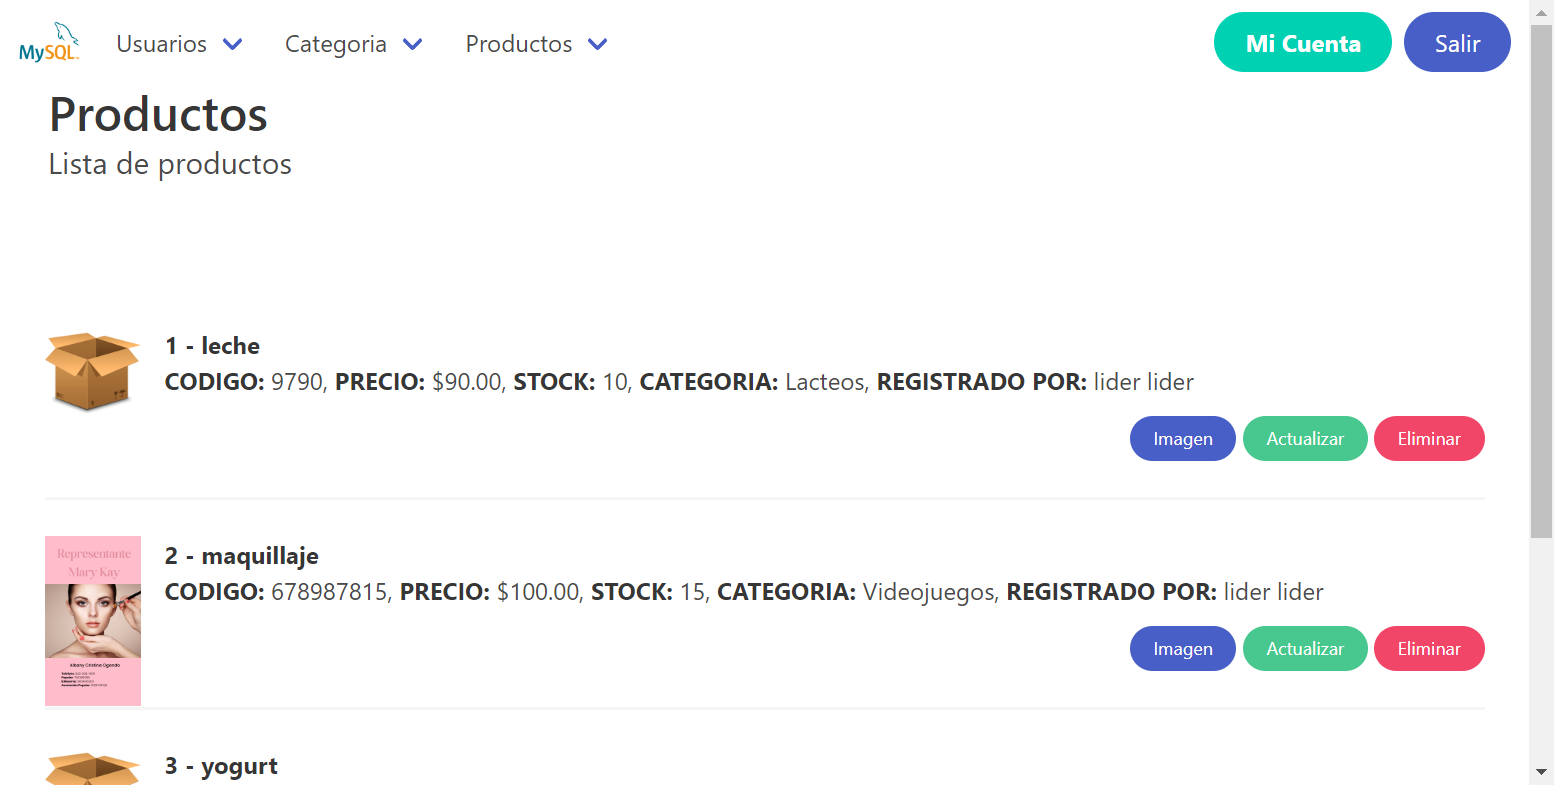 MySQL
Usuarios
Categoria
Productos
Mi Cuenta
Salir
Productos
Lista de productos
1 - leche
CODIGO: 9790, PRECIO: $90.00, STOCK: 10, CATEGORIA: Lacteos, REGISTRADO POR: lider lider
Imagen
Actualizar
Eliminar
Representante
Mary Kay
2 - maquillaje
CODIGO: 678987815, PRECIO: $100.00, STOCK: 15, CATEGORIA: Videojuegos, REGISTRADO POR: lider lider
Imagen
Actualizar
Eliminar
3 - yogurt